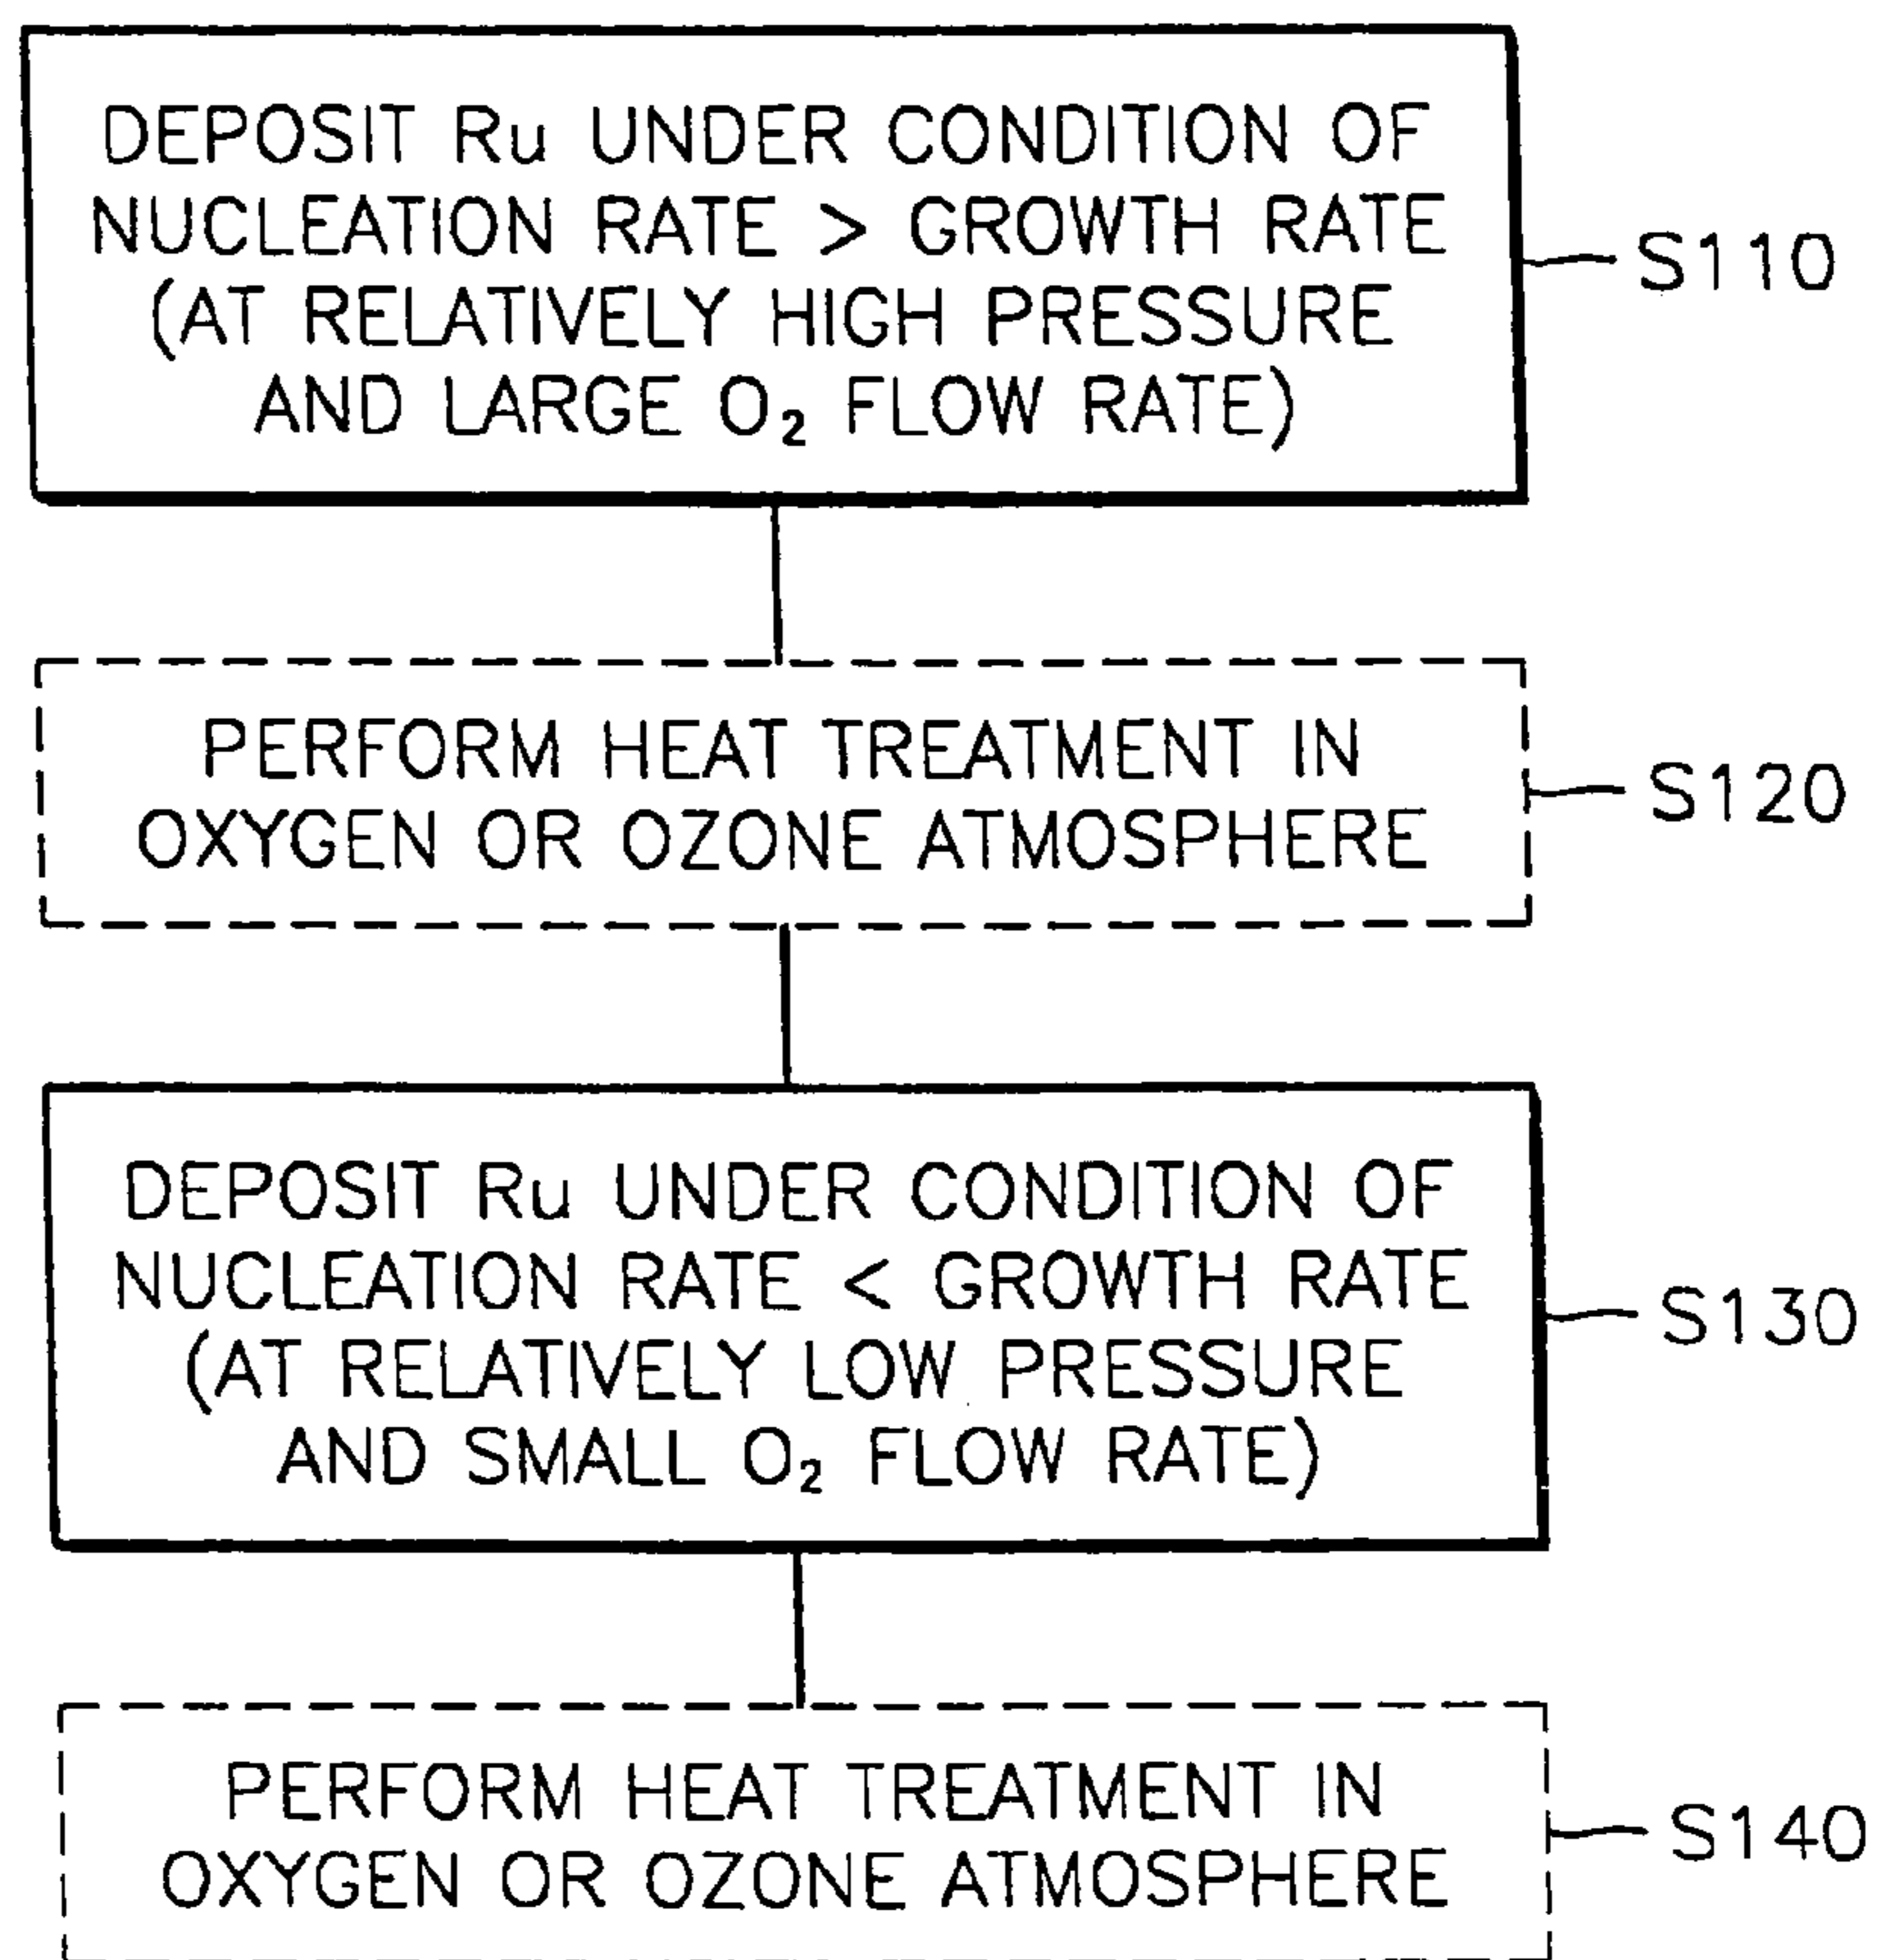 DEPOSIT Ru UNDER CONDITION OF
NUCLEATION RATE > GROWTH RATE
(AT RELATIVELY HIGH PRESSURE
AND LARGE O₂ FLOW RATE)
S110
PERFORM HEAT TREATMENT IN
OXYGEN OR OZONE ATMOSPHERE
S120
DEPOSIT Ru UNDER CONDITION OF
NUCLEATION RATE < GROWTH RATE
(AT RELATIVELY LOW PRESSURE
AND SMALL O₂ FLOW RATE)
S130
PERFORM HEAT TREATMENT IN
OXYGEN OR OZONE ATMOSPHERE
S140